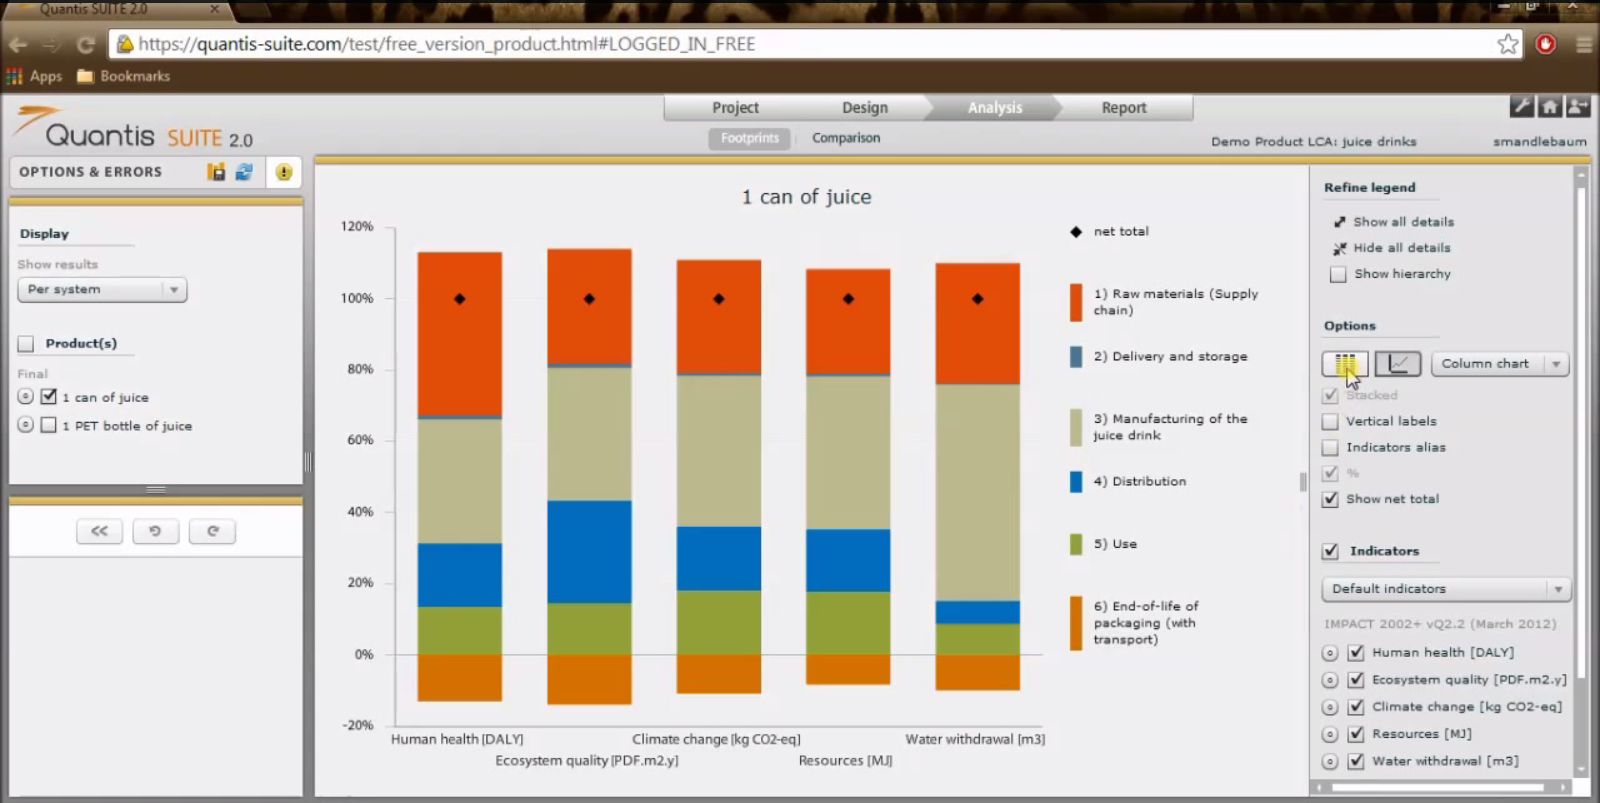 Quantis SUITE 2.0
https://quantis-suite.com/test/free_version_product.html#LOGGED_IN_FREE
Apps Bookmarks
Project Design Analysis Report
Quantis SUITE 2.0
Footprints Comparison
Demo Product LCA: juice drinks smandlebaum
OPTIONS & ERRORS
Display
Show results
Per system
Product(s)
Final
1 can of juice
1 PET bottle of juice
1 can of juice
120%
100%
80%
60%
40%
20%
0%
-20%
Human health [DALY]
Ecosystem quality [PDF.m2.y]
Climate change [kg CO2-eq]
Resources [MJ]
Water withdrawal [m3]
net total
1) Raw materials (Supply
chain)
2) Delivery and storage
3) Manufacturing of the
juice drink
4) Distribution
5) Use
6) End-of-life of
packaging (with
transport)
Refine legend
Show all details
Hide all details
Show hierarchy
Options
Column chart
Stacked
Vertical labels
Indicators alias
%
Show net total
Indicators
Default indicators
IMPACT 2002+ vQ2.2 (March 2012)
Human health [DALY]
Ecosystem quality [PDF.m2.y]
Climate change [kg CO2-eq]
Resources [MJ]
Water withdrawal [m3]